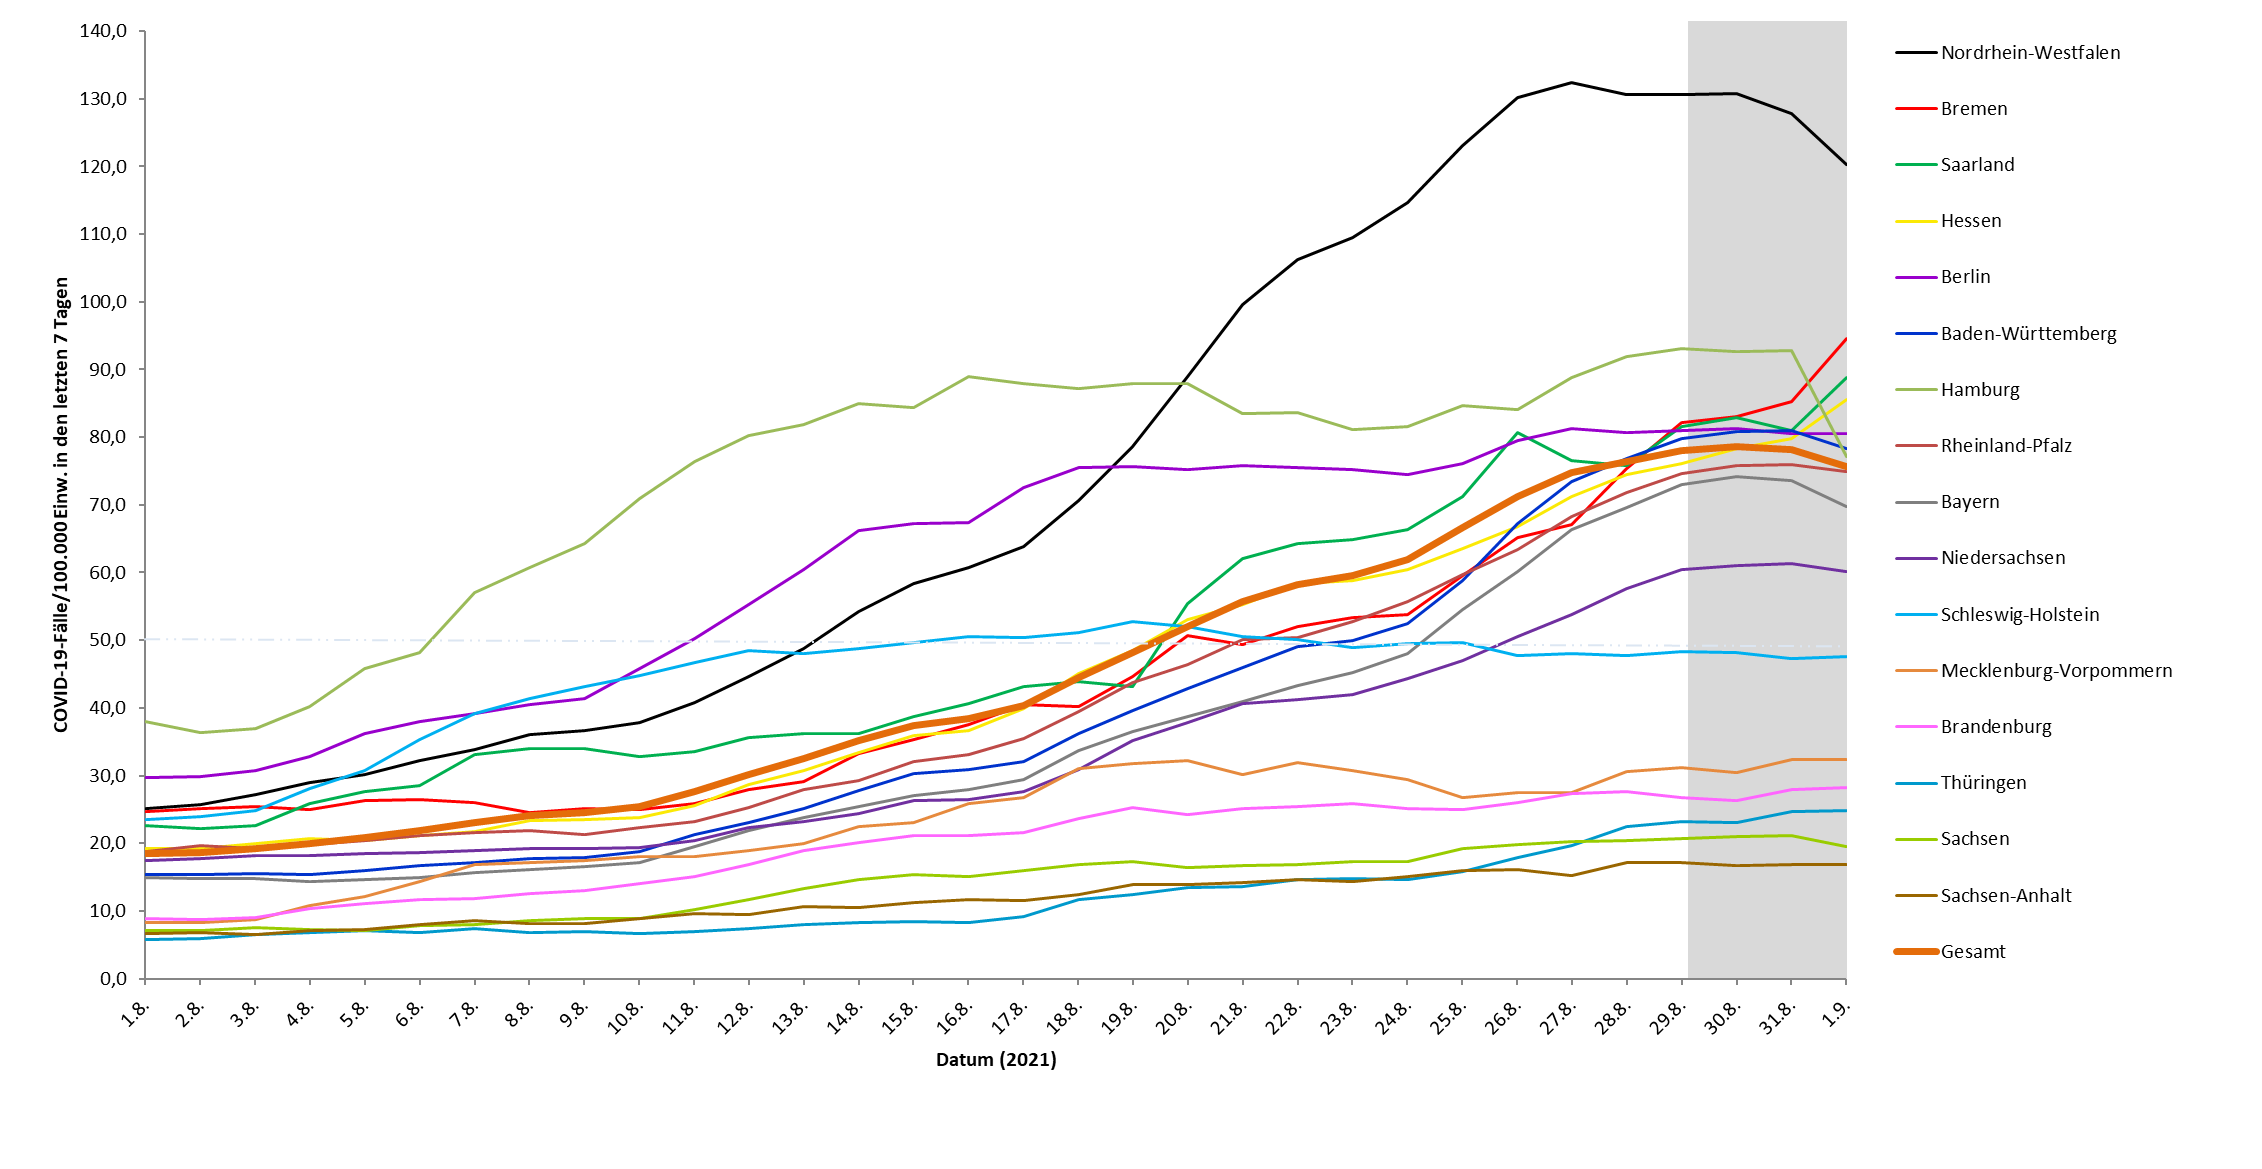 COVID-19-Fälle/100.000Einw. in den letzten 7 Tagen
140,0
130,0
120,0
110,0
100,0
90,0
80,0
70,0
60,0
50,0
40,0
30,0
20,0
10,0
0,0
1.8.
2.8.
3.8.
4.8.
5.8.
6.8.
7.8.
8.8.
9.8.
10.8.
11.8.
12.8.
13.8.
14.8.
15.8.
16.8.
17.8.
18.8.
19.8.
20.8.
21.8.
22.8.
23.8.
24.8.
25.8.
26.8.
27.8.
28.8.
29.8.
30.8.
31.8.
1.9.
Datum (2021)
Nordrhein-Westfalen
Bremen
Saarland
Hessen
Berlin
Baden-Württemberg
Hamburg
Rheinland-Pfalz
Bayern
Niedersachsen
Schleswig-Holstein
Mecklenburg-Vorpommern
Brandenburg
Thüringen
Sachsen
Sachsen-Anhalt
Gesamt